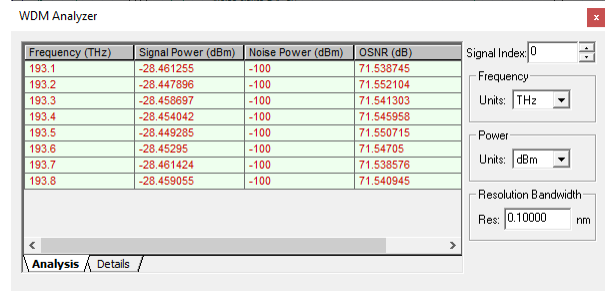 WDM Analyzer
x
Frequency (THz) Signal Power (dBm) Noise Power (dBm) OSNR (dB)
193.1 -28.461255 -100 71.538745
193.2 -28.447896 -100 71.552104
193.3 -28.458697 -100 71.541303
193.4 -28.454042 -100 71.545958
193.5 -28.449285 -100 71.550715
193.6 -28.45295 -100 71.54705
193.7 -28.461424 -100 71.538576
193.8 -28.459055 -100 71.540945
Analysis Details
Signal Index: 0
Frequency
Units: THz
Power
Units: dBm
Resolution Bandwidth
Res: 0.10000 nm